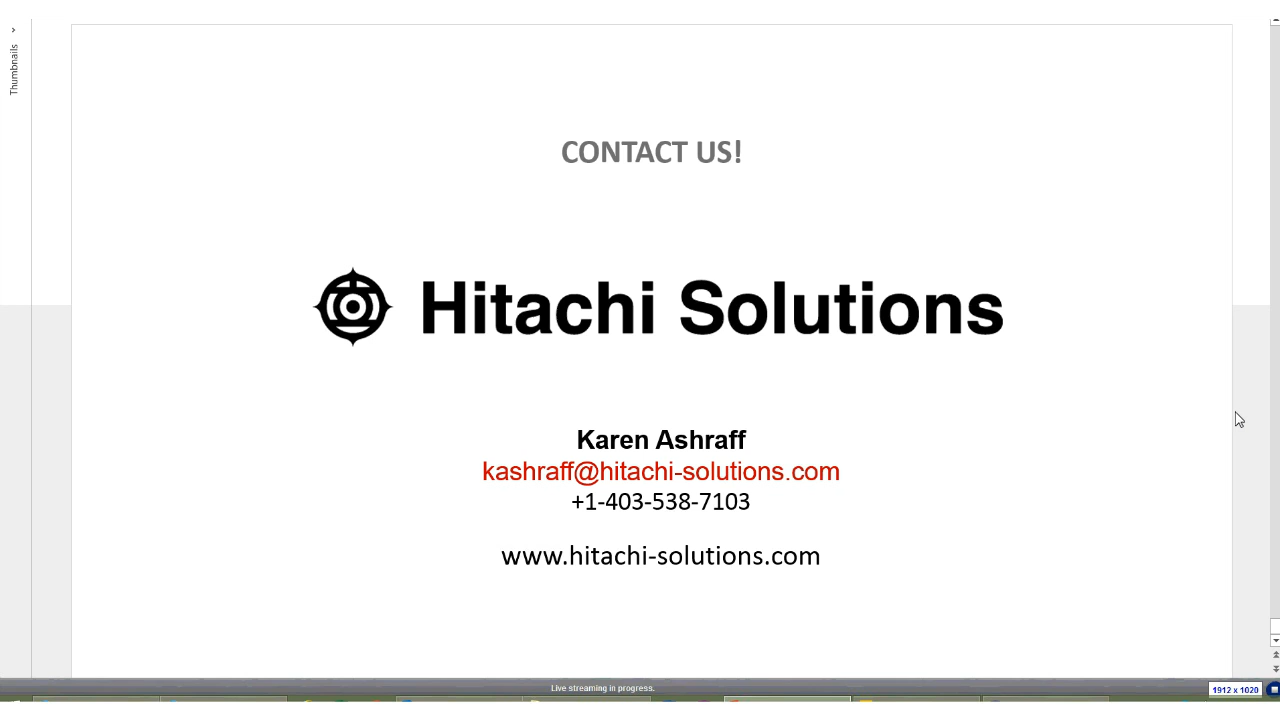 Thumbnails
CONTACT US!
Hitachi Solutions
Karen Ashraff
kashraff@hitachi-solutions.com
+1-403-538-7103
www.hitachi-solutions.com
Live streaming in progress.
1912 x 1020